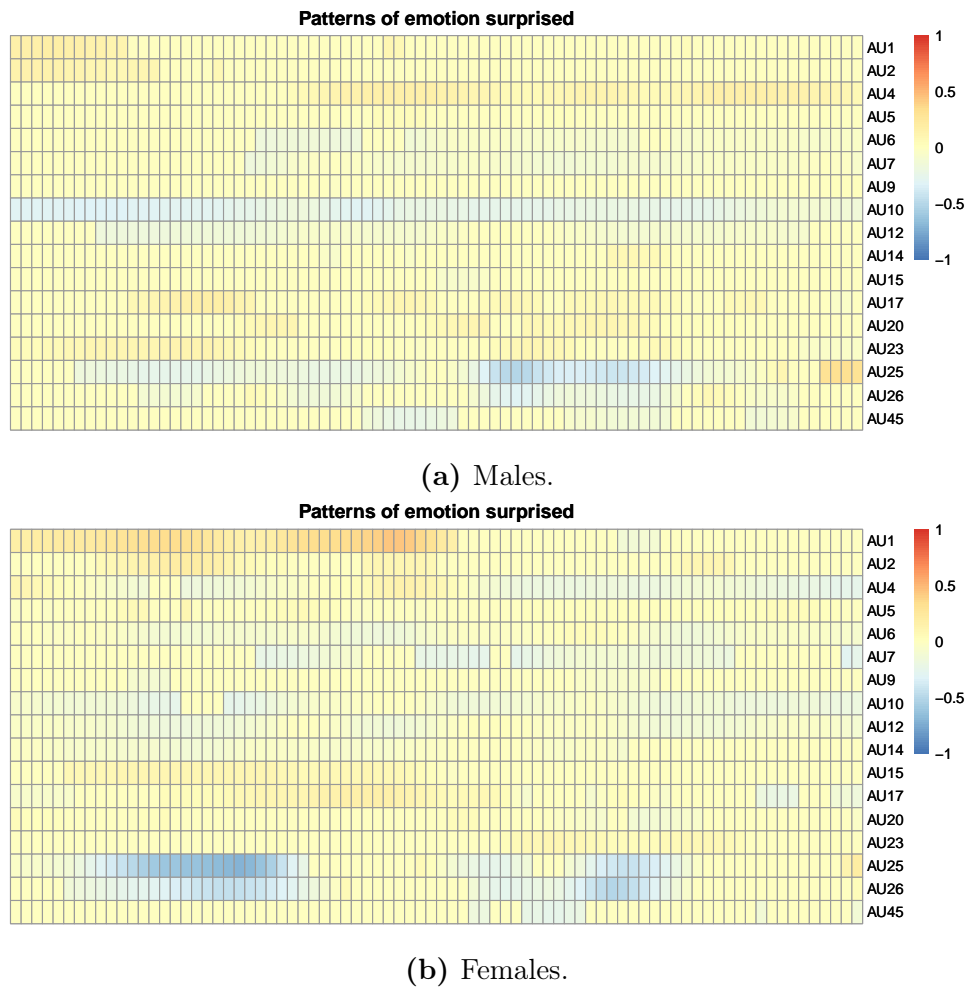 Patterns of emotion surprised
AU1
AU2
AU4
AU5
AU6
AU7
AU9
AU10
AU12
AU14
AU15
AU17
AU20
AU23
AU25
AU26
AU45
1
0.5
0
−0.5
−1
(a) Males.
Patterns of emotion surprised
AU1
AU2
AU4
AU5
AU6
AU7
AU9
AU10
AU12
AU14
AU15
AU17
AU20
AU23
AU25
AU26
AU45
1
0.5
0
−0.5
−1
(b) Females.